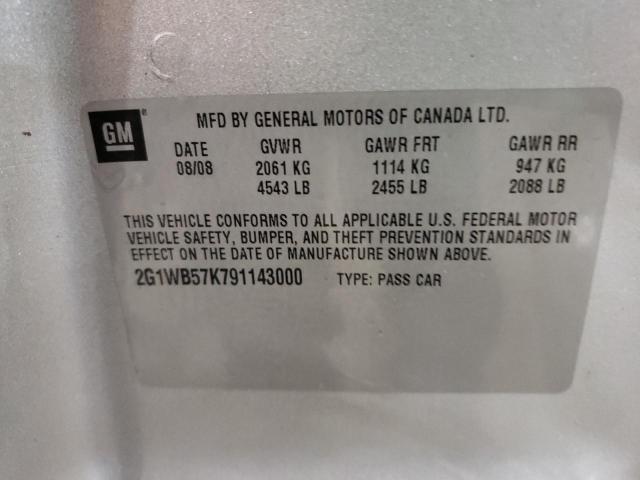 GM ®
MFD BY GENERAL MOTORS OF CANADA LTD.
DATE GVWR GAWR FRT GAWR RR
08/08 2061 KG 1114 KG 947 KG
4543 LB 2455 LB 2088 LB
THIS VEHICLE CONFORMS TO ALL APPLICABLE U.S. FEDERAL MOTOR
VEHICLE SAFETY, BUMPER, AND THEFT PREVENTION STANDARDS IN
EFFECT ON THE DATE OF MANUFACTURE SHOWN ABOVE.
2G1WB57K791143000 TYPE: PASS CAR